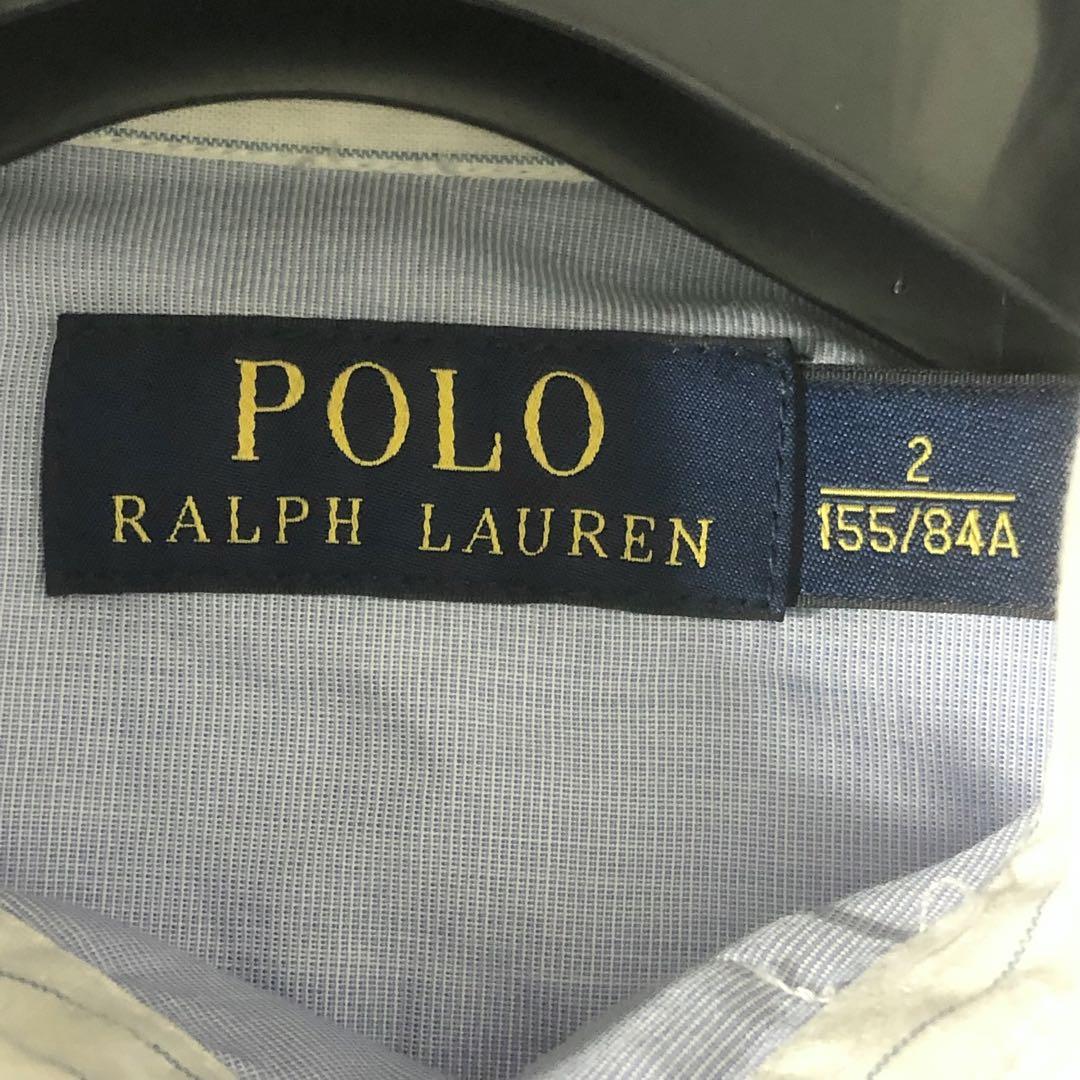 POLO
RALPH LAUREN
2
155/84A